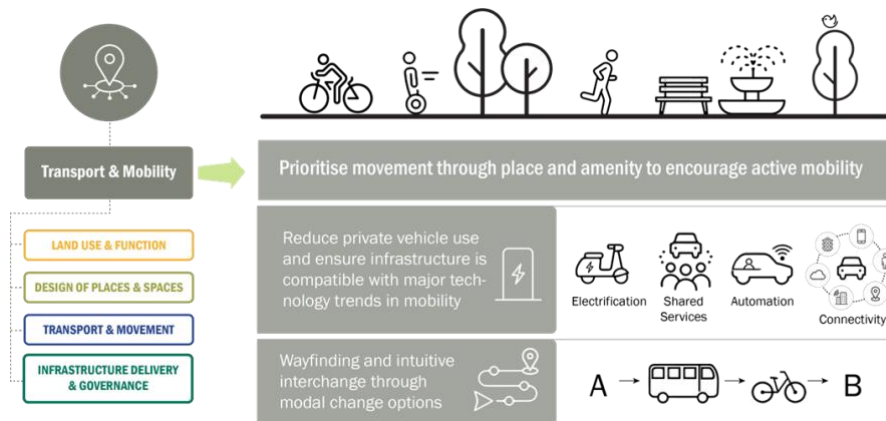 Transport & Mobility
Prioritise movement through place and amenity to encourage active mobility
LAND USE & FUNCTION
DESIGN OF PLACES & SPACES
TRANSPORT & MOVEMENT
INFRASTRUCTURE DELIVERY
& GOVERNANCE
Reduce private vehicle use
and ensure infrastructure is
compatible with major tech-
nology trends in mobility
Electrification
Shared
Services
Automation
Connectivity
Wayfinding and intuitive
interchange through
modal change options
A
B